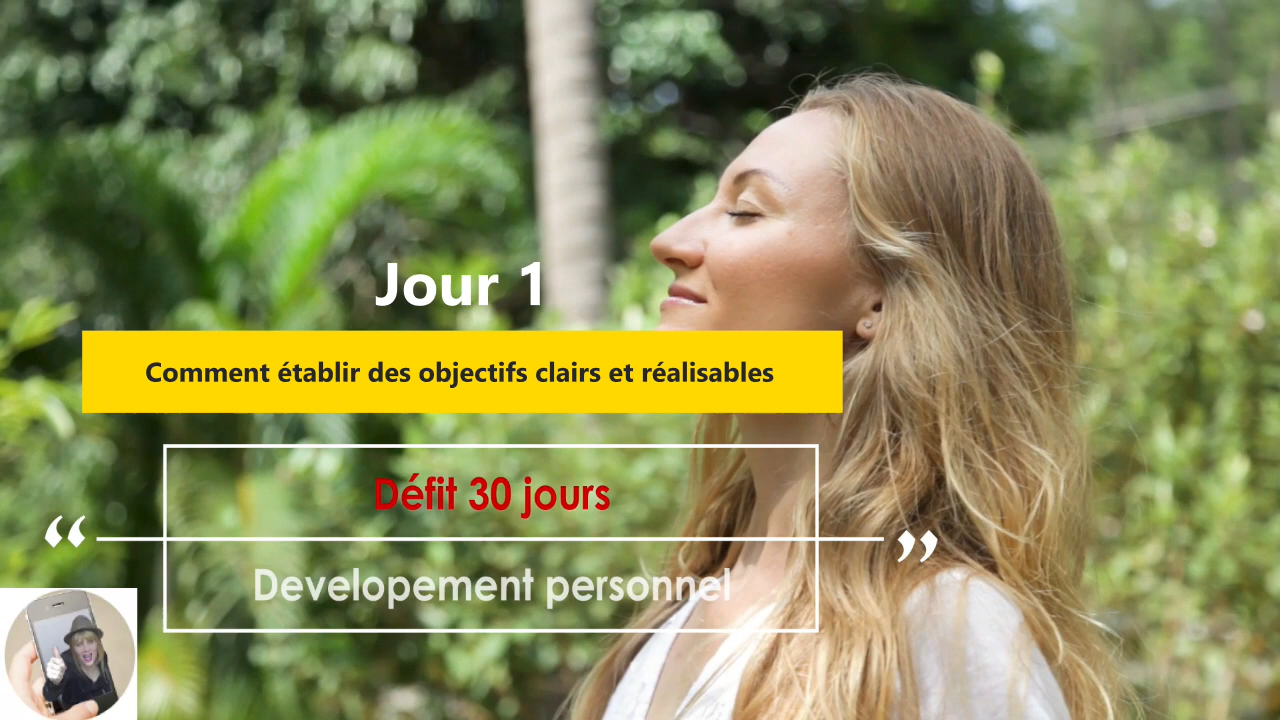 Jour 1
Comment établir des objectifs clairs et réalisables
Défit 30 jours
“ ”
Developement personnel